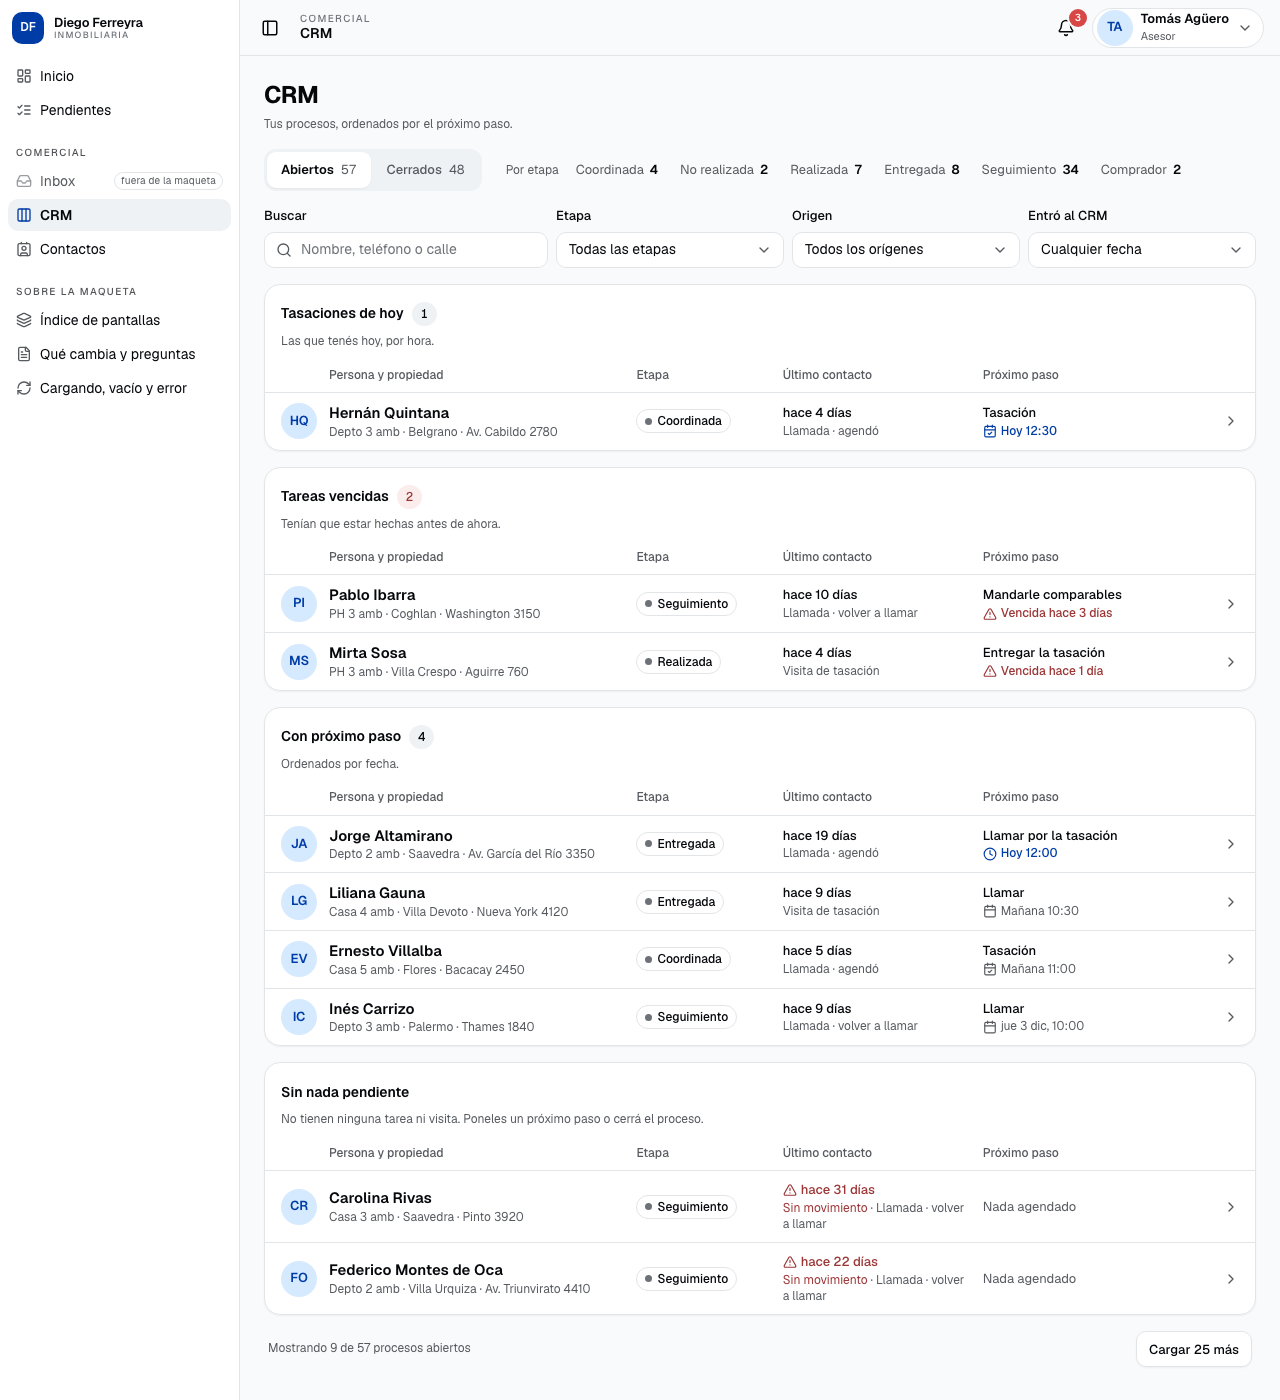 DF
Diego Ferreyra
INMOBILIARIA
Inicio
Pendientes
COMERCIAL
Inbox fuera de la maqueta
CRM
Contactos
SOBRE LA MAQUETA
Índice de pantallas
Qué cambia y preguntas
Cargando, vacío y error
COMERCIAL
CRM
3
TA
Tomás Agüero
Asesor
CRM
Tus procesos, ordenados por el próximo paso.
Abiertos 57 Cerrados 48 Por etapa Coordinada 4 No realizada 2 Realizada 7 Entregada 8 Seguimiento 34 Comprador 2
Buscar Etapa Origen Entró al CRM
Nombre, teléfono o calle Todas las etapas Todos los orígenes Cualquier fecha
Tasaciones de hoy 1
Las que tenés hoy, por hora.
Persona y propiedad Etapa Último contacto Próximo paso
HQ Hernán Quintana Coordinada hace 4 días Tasación
Depto 3 amb · Belgrano · Av. Cabildo 2780 Llamada · agendó Hoy 12:30
Tareas vencidas 2
Tenían que estar hechas antes de ahora.
Persona y propiedad Etapa Último contacto Próximo paso
PI Pablo Ibarra Seguimiento hace 10 días Mandarle comparables
PH 3 amb · Coghlan · Washington 3150 Llamada · volver a llamar Vencida hace 3 días
MS Mirta Sosa Realizada hace 4 días Entregar la tasación
PH 3 amb · Villa Crespo · Aguirre 760 Visita de tasación Vencida hace 1 día
Con próximo paso 4
Ordenados por fecha.
Persona y propiedad Etapa Último contacto Próximo paso
JA Jorge Altamirano Entregada hace 19 días Llamar por la tasación
Depto 2 amb · Saavedra · Av. García del Río 3350 Llamada · agendó Hoy 12:00
LG Liliana Gauna Entregada hace 9 días Llamar
Casa 4 amb · Villa Devoto · Nueva York 4120 Visita de tasación Mañana 10:30
EV Ernesto Villalba Coordinada hace 5 días Tasación
Casa 5 amb · Flores · Bacacay 2450 Llamada · agendó Mañana 11:00
IC Inés Carrizo Seguimiento hace 9 días Llamar
Depto 3 amb · Palermo · Thames 1840 Llamada · volver a llamar jue 3 dic, 10:00
Sin nada pendiente
No tienen ninguna tarea ni visita. Poneles un próximo paso o cerrá el proceso.
Persona y propiedad Etapa Último contacto Próximo paso
CR Carolina Rivas Seguimiento hace 31 días Nada agendado
Casa 3 amb · Saavedra · Pinto 3920 Sin movimiento · Llamada · volver
a llamar
FO Federico Montes de Oca Seguimiento hace 22 días Nada agendado
Depto 2 amb · Villa Urquiza · Av. Triunvirato 4410 Sin movimiento · Llamada · volver
a llamar
Mostrando 9 de 57 procesos abiertos Cargar 25 más